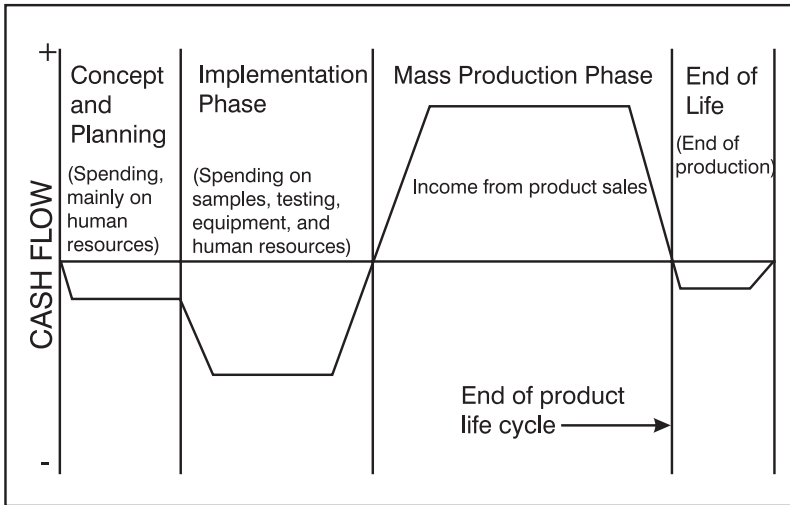 +
Concept
and
Planning
(Spending,
mainly on
human
resources)
Implementation
Phase
(Spending on
samples, testing,
equipment, and
human resources)
Mass Production Phase
Income from product sales
End of
Life
(End of
production)
CASH FLOW
End of product
life cycle
-